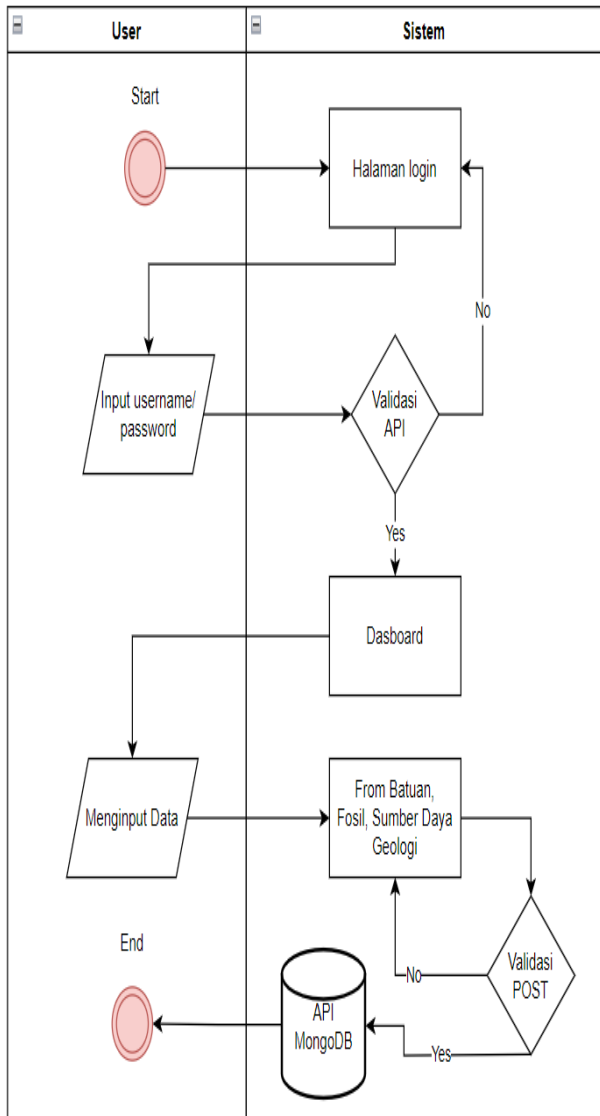 User
Sistem
Start
Halaman login
No
Input username/
password
Validasi
API
Yes
Dasboard
Menginput Data
From Batuan,
Fosil, Sumber Daya
Geologi
End
No
Validasi
POST
API
MongoDB
Yes